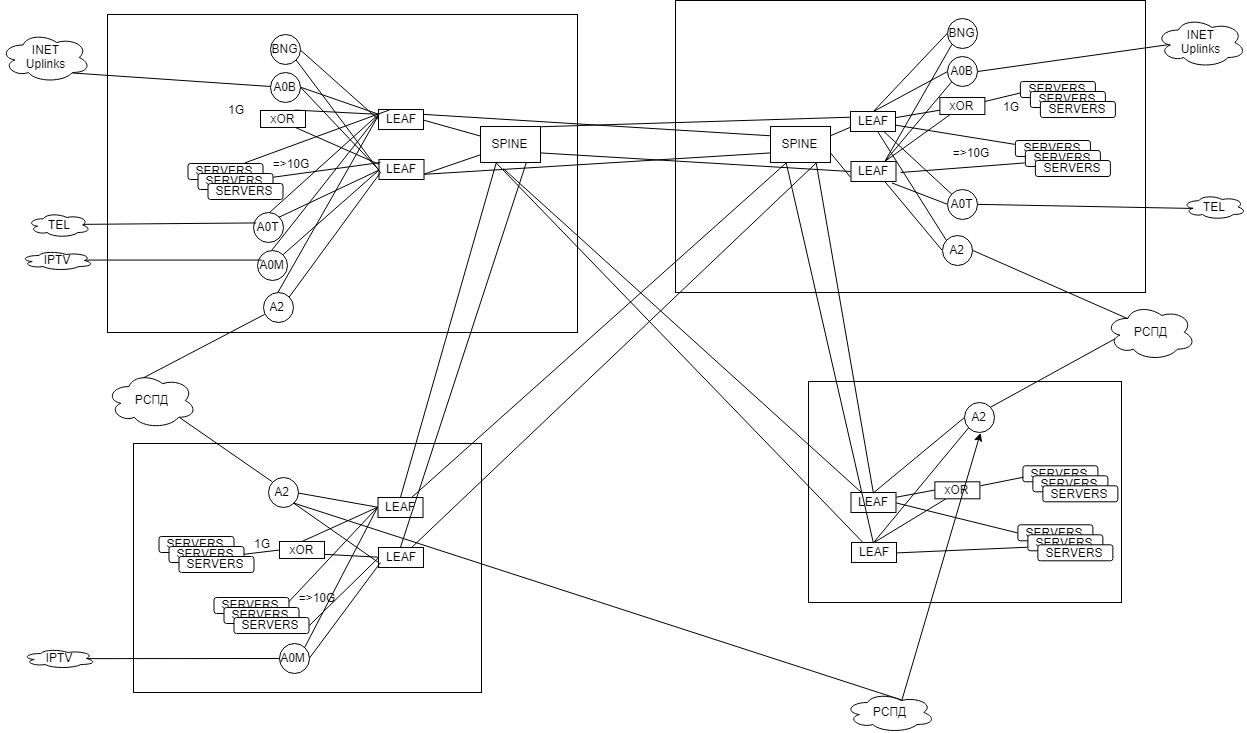 INET
Uplinks
BNG
A0B
1G
xOR
LEAF
SPINE
=>10G
SERVERS
SERVERS
SERVERS
LEAF
TEL
A0T
IPTV
A0M
A2
BNG
INET
Uplinks
A0B
SERVERS
SERVERS
SERVERS
xOR
1G
LEAF
SPINE
=>10G
SERVERS
SERVERS
SERVERS
LEAF
A0T
TEL
A2
РСПД
РСПД
A2
LEAF
1G
xOR
SERVERS
SERVERS
SERVERS
LEAF
=>10G
SERVERS
SERVERS
SERVERS
IPTV
A0M
A2
SERVERS
SERVERS
SERVERS
xOR
LEAF
SERVERS
SERVERS
SERVERS
LEAF
РСПД